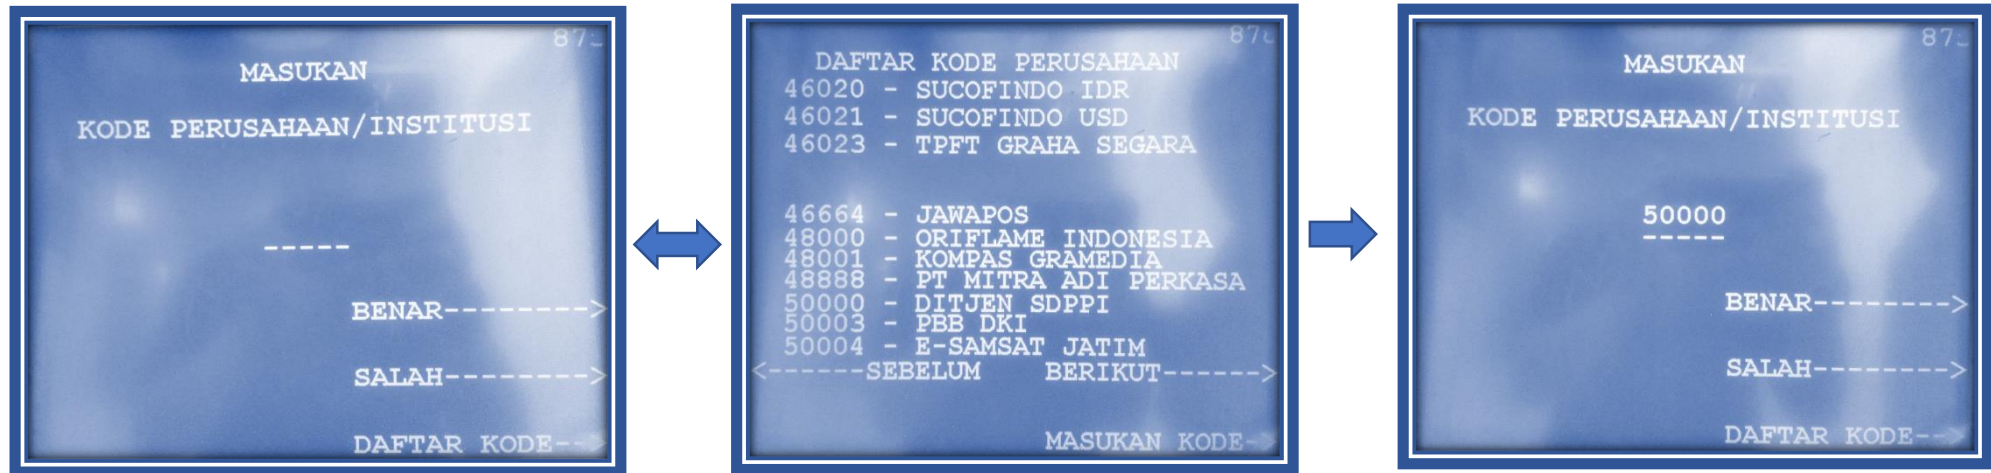 MASUKAN
KODE PERUSAHAAN/INSTITUSI
-----
BENAR-------->
SALAH-------->
DAFTAR KODE-->
DAFTAR KODE PERUSAHAAN
46020 - SUCOFINDO IDR
46021 - SUCOFINDO USD
46023 - TPFT GRAHA SEGARA
46664 - JAWAPOS
48000 - ORIFLAME INDONESIA
48001 - KOMPAS GRAMEDIA
48888 - PT MITRA ADI PERKASA
50000 - DITJEN SDPPI
50003 - PBB DKI
50004 - E-SAMSAT JATIM
<------SEBELUM BERIKUT------>
MASUKAN KODE->
MASUKAN
KODE PERUSAHAAN/INSTITUSI
50000
-----
BENAR-------->
SALAH-------->
DAFTAR KODE-->